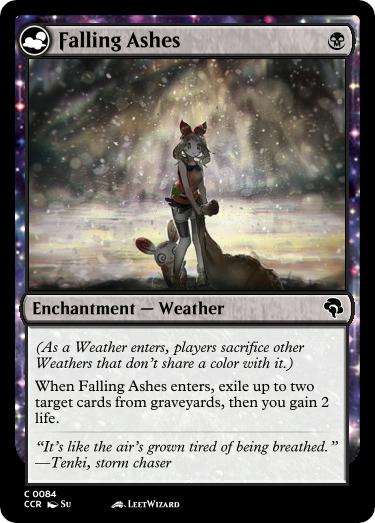 Falling Ashes
Enchantment — Weather
(As a Weather enters, players sacrifice other
Weathers that don't share a color with it.)
When Falling Ashes enters, exile up to two
target cards from graveyards, then you gain 2
life.
“It's like the air's grown tired of being breathed.”
—Tenki, storm chaser
C 0084
CCR Su LeetWizard